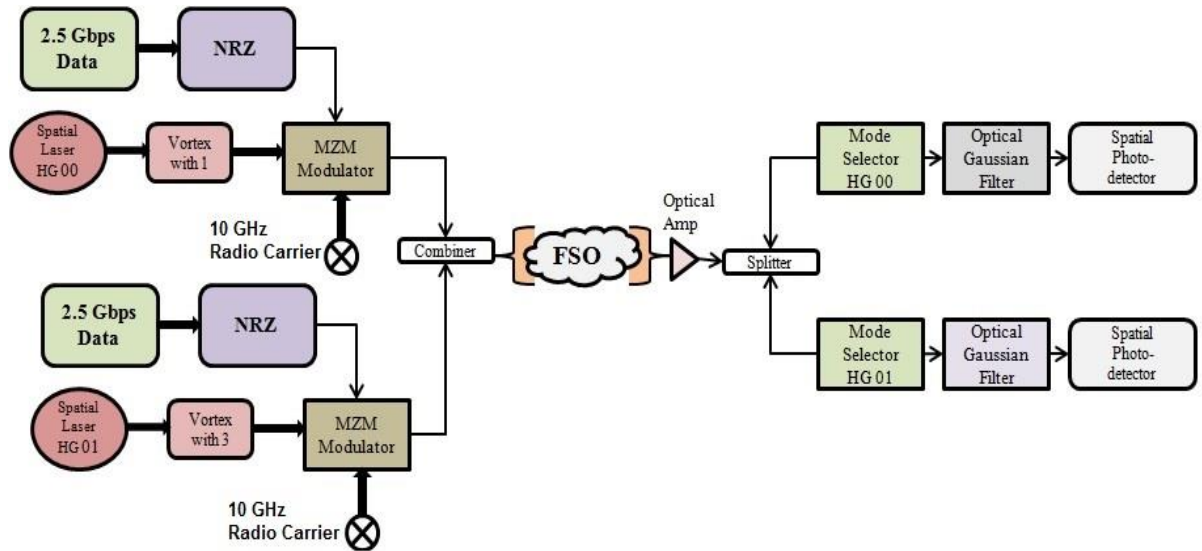 2.5 Gbps
Data
NRZ
Spatial
Laser
HG 00
Vortex
with 1
MZM
Modulator
10 GHz
Radio Carrier
2.5 Gbps
Data
NRZ
Spatial
Laser
HG 01
Vortex
with 3
MZM
Modulator
10 GHz
Radio Carrier
Combiner
FSO
Optical
Amp
Splitter
Mode
Selector
HG 00
Optical
Gaussian
Filter
Spatial
Photo-
detector
Mode
Selector
HG 01
Optical
Gaussian
Filter
Spatial
Photo-
detector